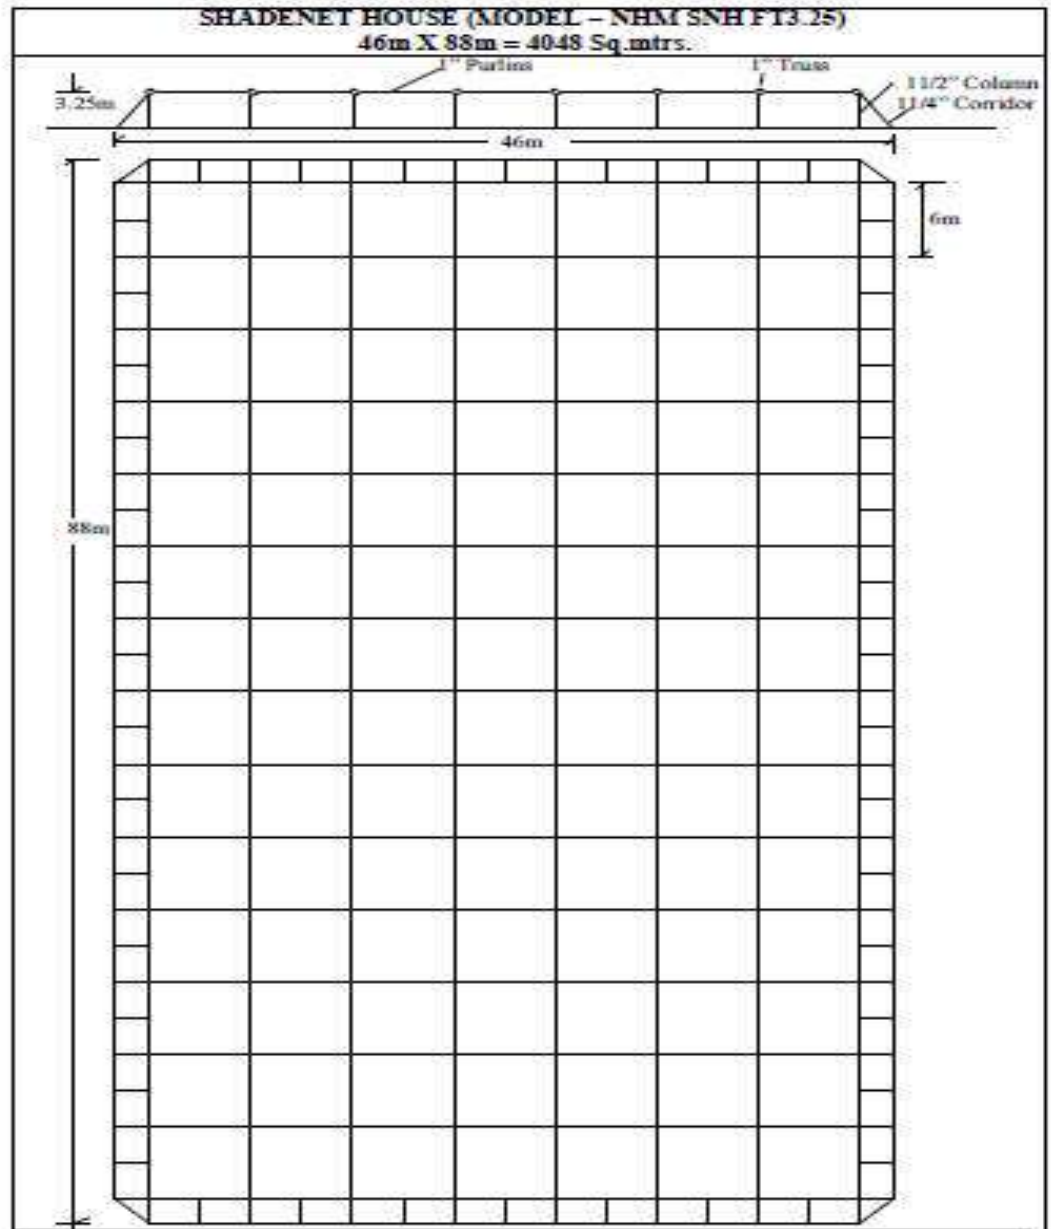 SHADENET HOUSE (MODEL – NHM SNH FT3.25)
46m X 88m = 4048 Sq.mtrs.
1" Purlins
1" Truss
11/2" Column
3.25m
11/4" Corridor
46m
6m
88m